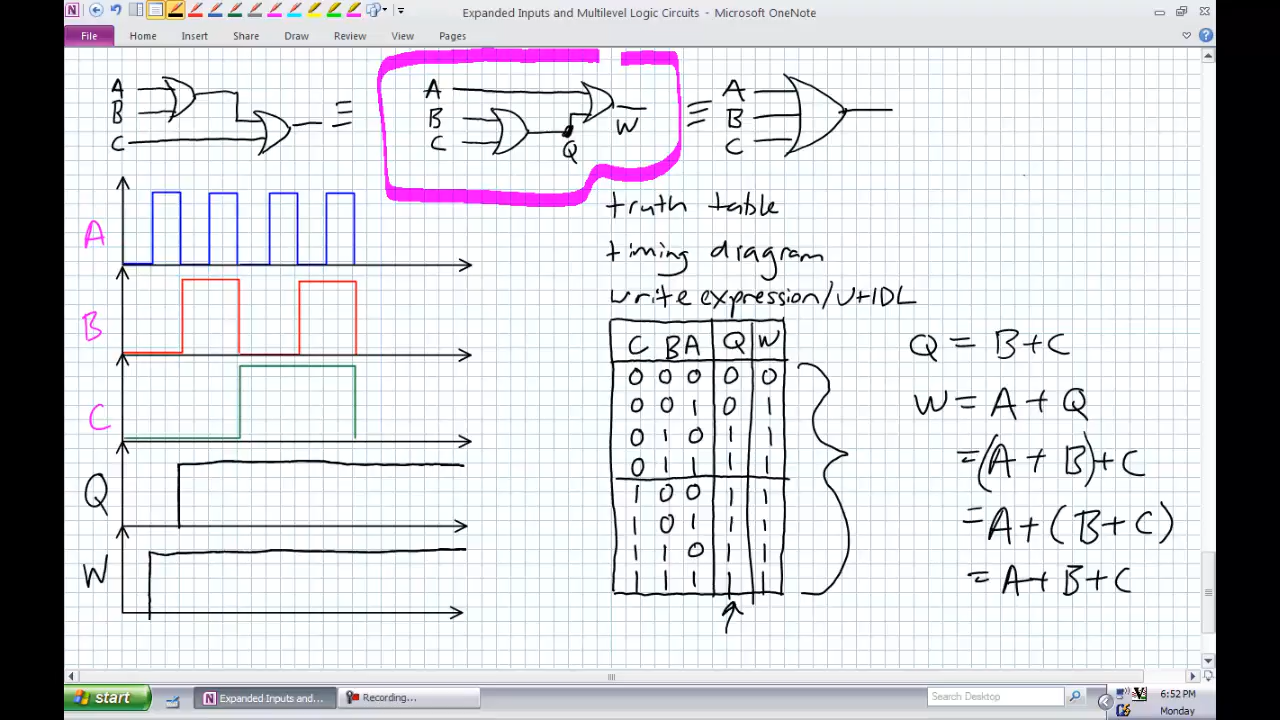 Expanded Inputs and Multilevel Logic Circuits - Microsoft OneNote
File Home Insert Share Draw Review View Pages
A
B
C
≡
A
B
C
Q
W
≡
A
B
C
truth table
timing diagram
write expression/V+IDL
A
B
C
Q
W
C B A Q W
0 0 0 0 0
0 0 1 0 1
0 1 0 1 1
0 1 1 1 1
1 0 0 1 1
1 0 1 1 1
1 1 0 1 1
1 1 1 1 1
Q = B+C
W = A + Q
=(A + B)+C
=A+(B+C)
=A+B+C
start Expanded Inputs and... Recording... Search Desktop
6:52 PM
Monday